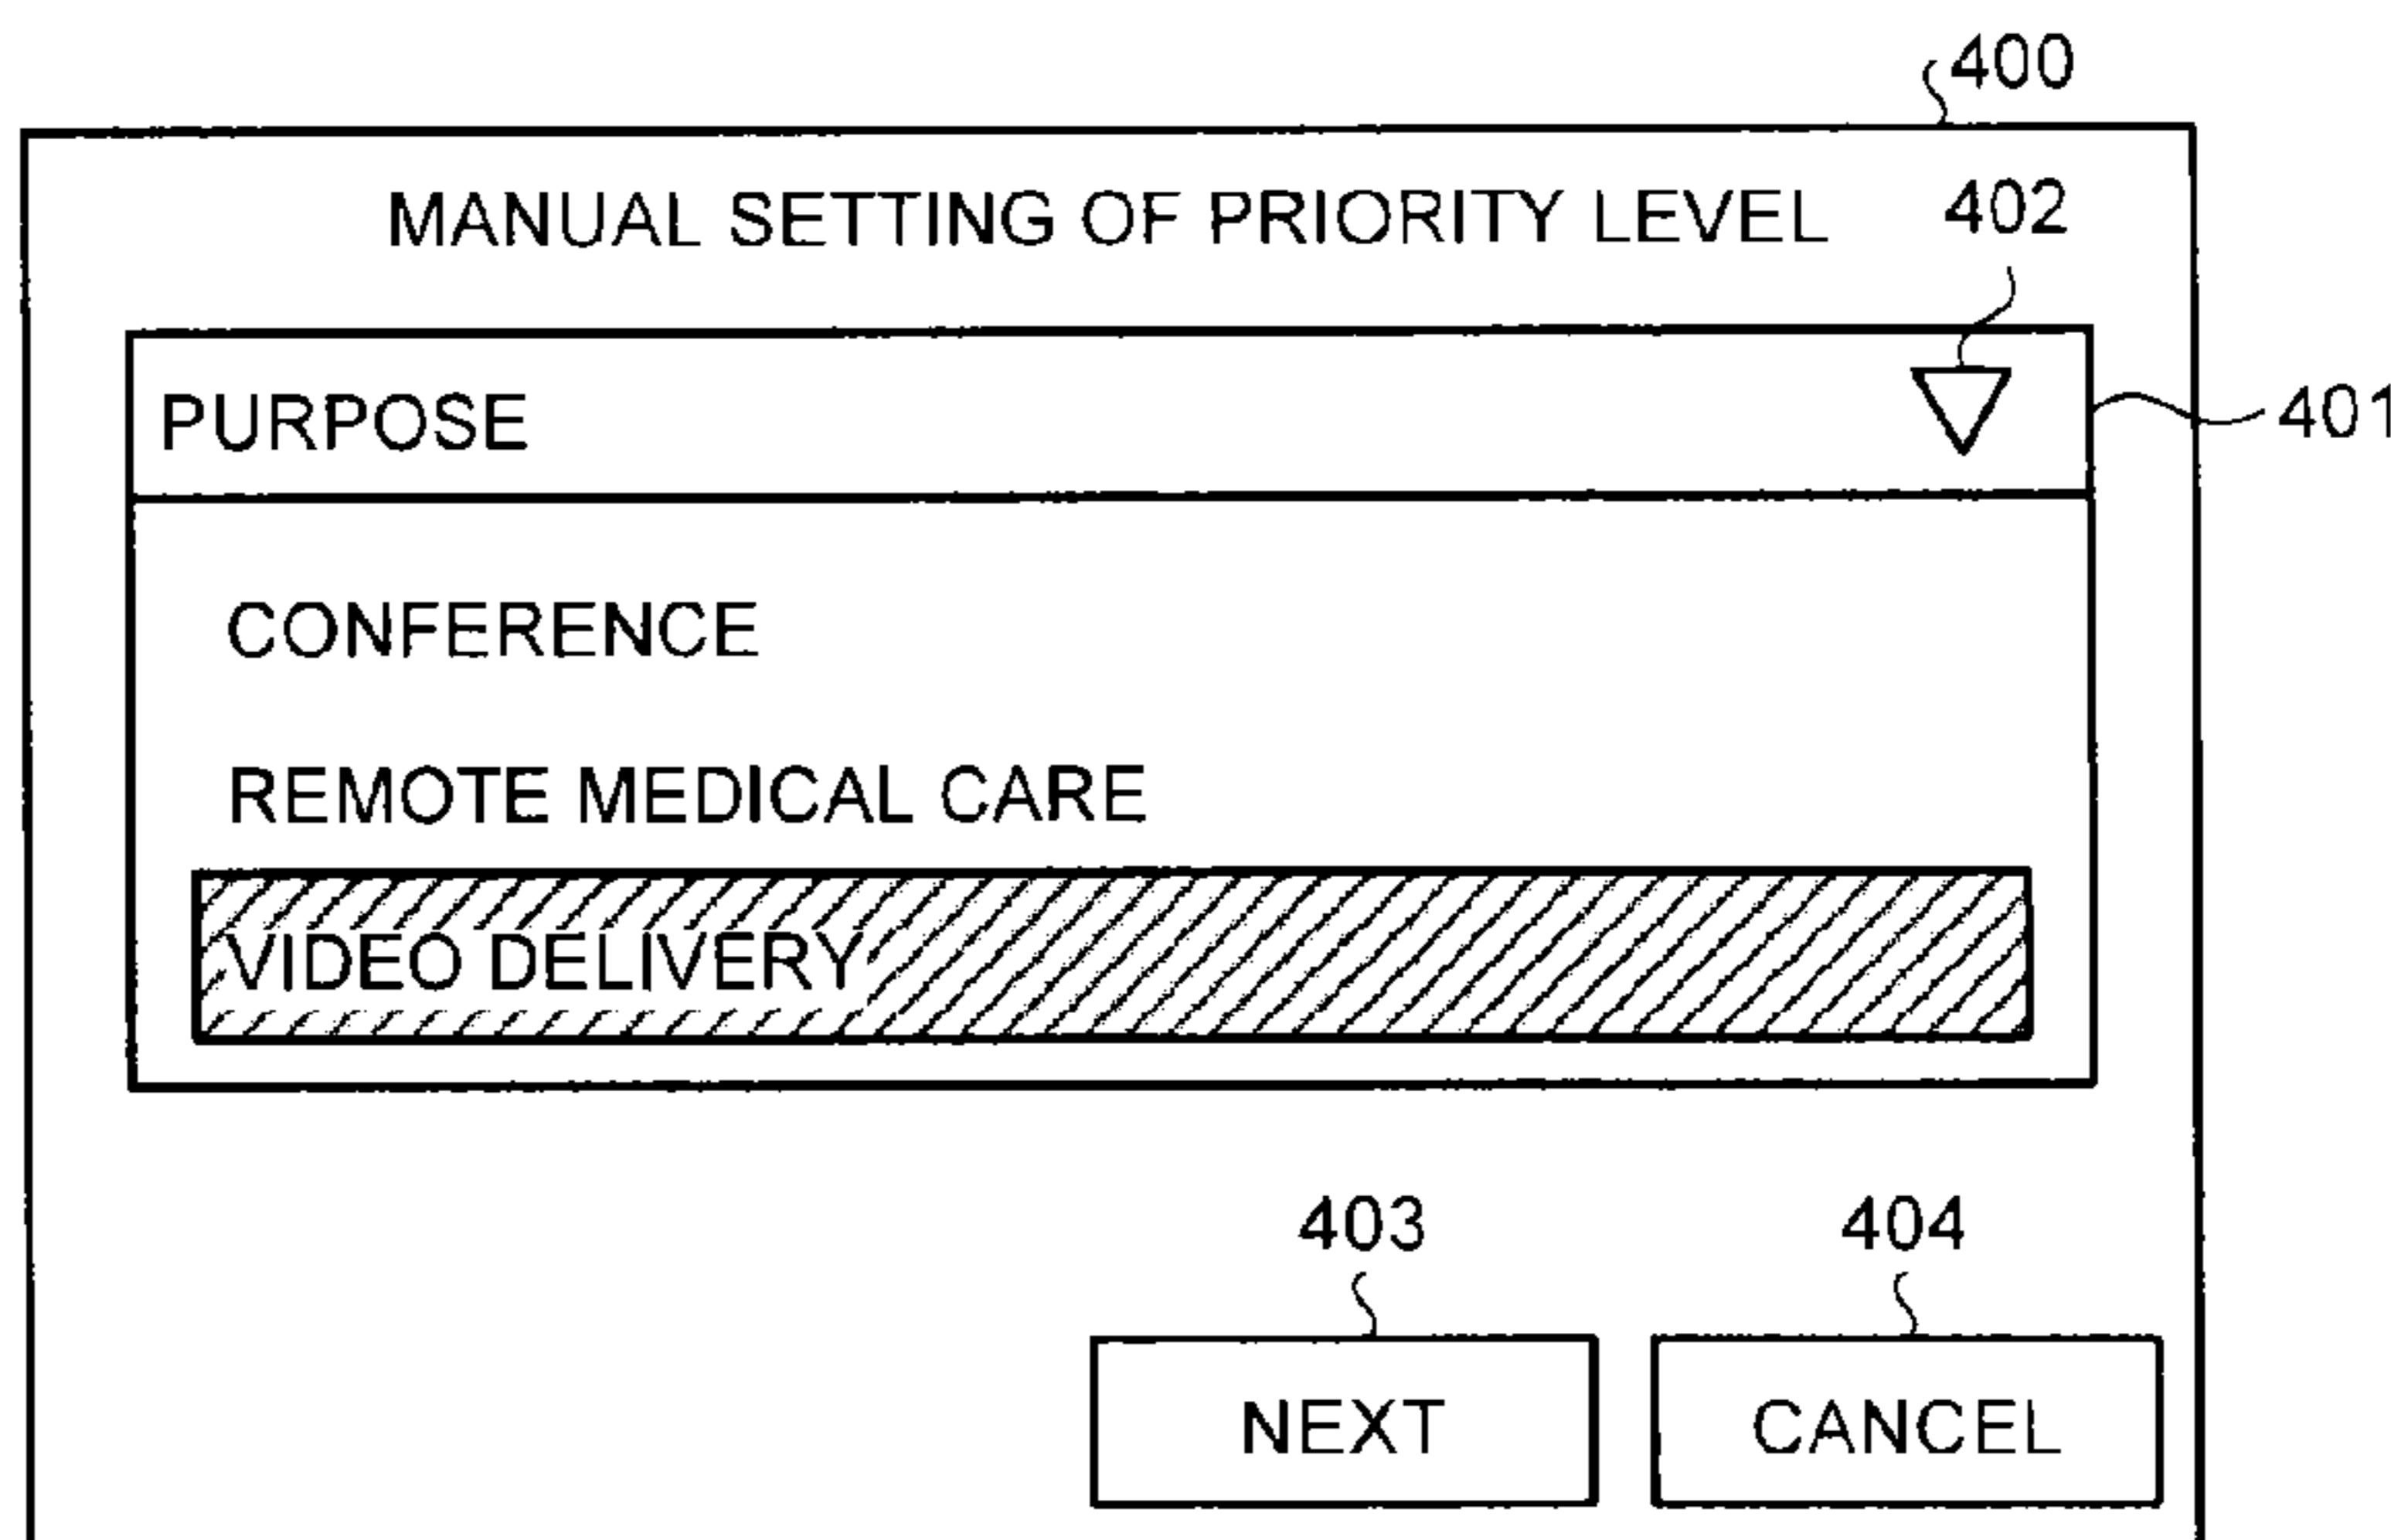 400
MANUAL SETTING OF PRIORITY LEVEL
402
PURPOSE
401
CONFERENCE
REMOTE MEDICAL CARE
VIDEO DELIVERY
403
404
NEXT
CANCEL